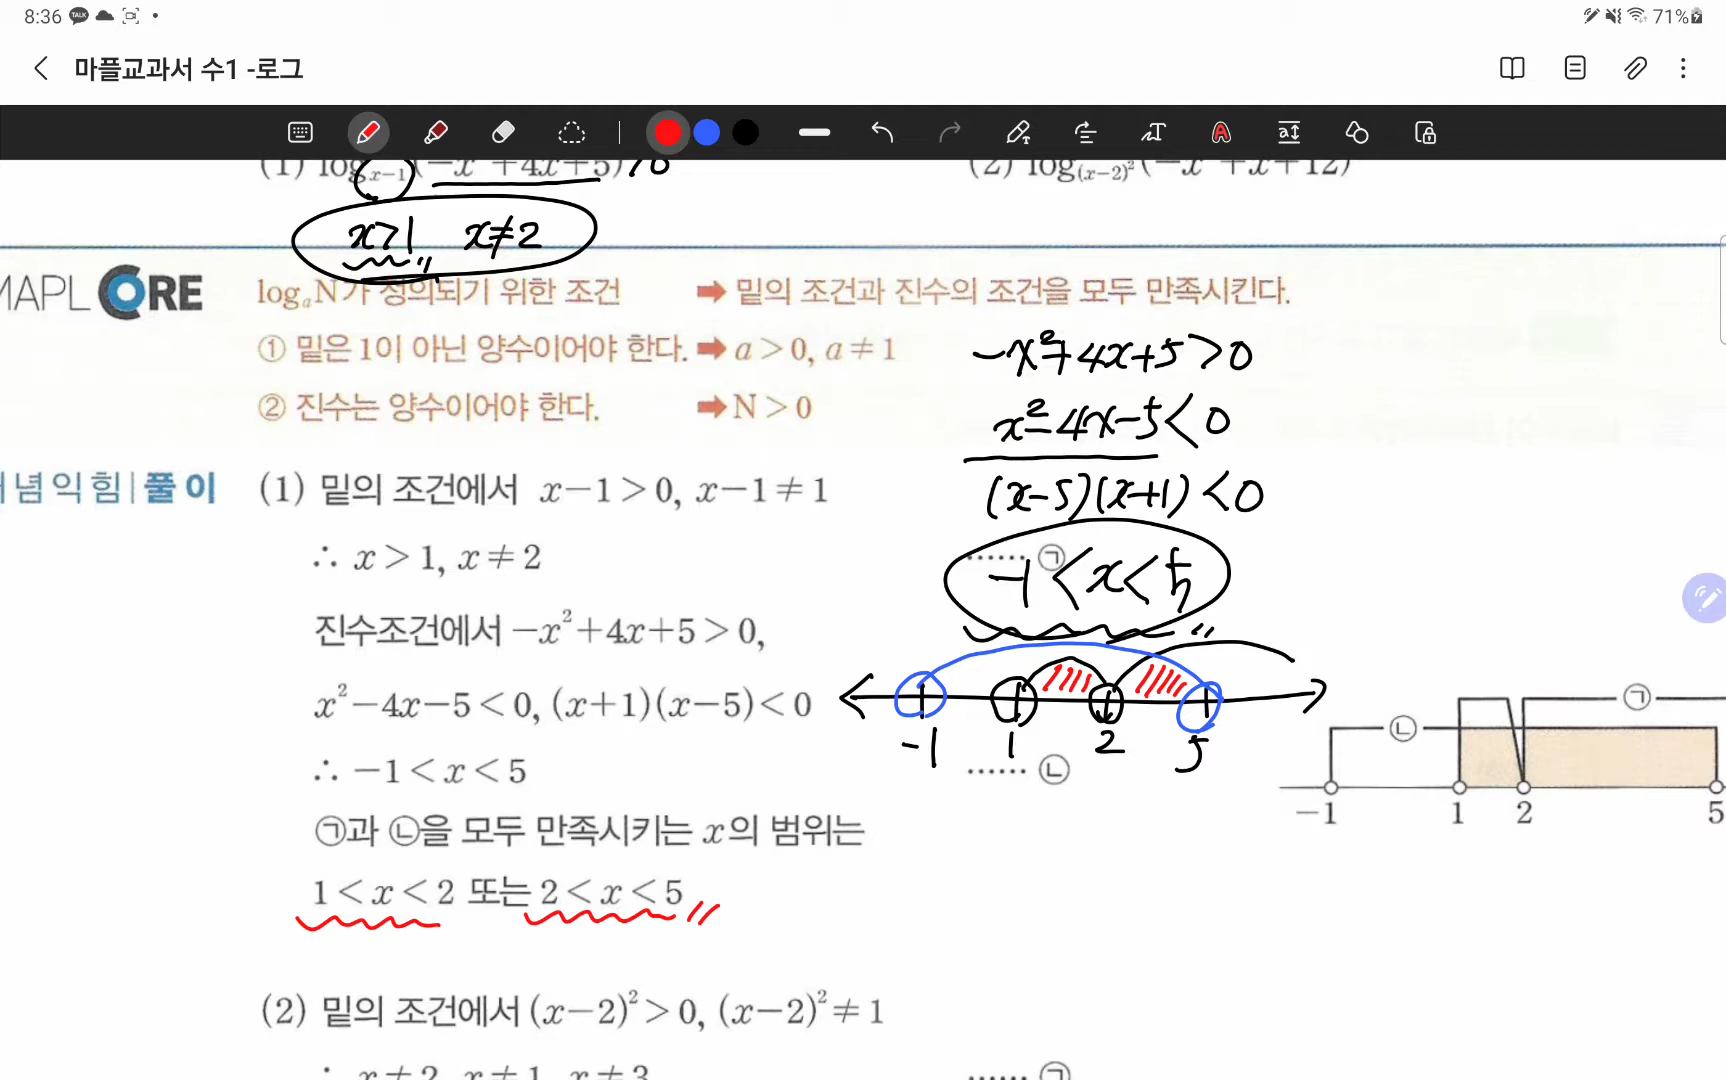 8:36 TALK 71%
마플교과서 수1 -로그
(1) log x−1 (−x +4x+5) >0
(2) log(x−2)² (−x +x+12)
x>1 x≠2
MAPL CORE
logₐN가 정의되기 위한 조건 ➡ 밑의 조건과 진수의 조건을 모두 만족시킨다.
① 밑은 1이 아닌 양수이어야 한다. ➡ a>0, a≠1
② 진수는 양수이어야 한다. ➡ N>0
−x²+4x+5>0
x²−4x−5<0
(x−5)(x+1)<0
−1<x<5
념익힘|풀이
(1) 밑의 조건에서 x−1>0, x−1≠1
∴ x>1, x≠2 ······ ㉠
진수조건에서 −x²+4x+5>0,
x²−4x−5<0, (x+1)(x−5)<0
∴ −1<x<5 ······ ㉡
㉠과 ㉡을 모두 만족시키는 x의 범위는
1<x<2 또는 2<x<5
−1 1 2 5
㉡ ㉠
−1 1 2 5
(2) 밑의 조건에서 (x−2)²>0, (x−2)²≠1
∴ x≠2, x≠1, x≠3 ······ ㉠